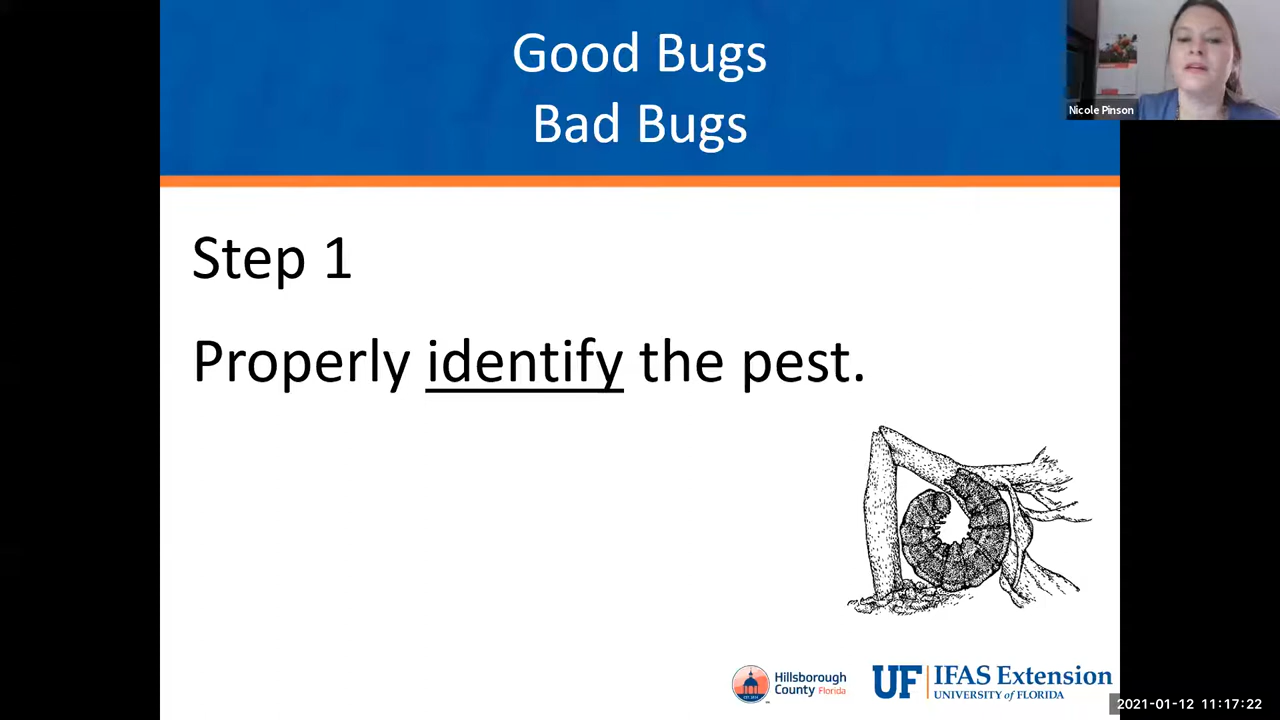 Good Bugs
Bad Bugs
Nicole Pinson
Step 1
Properly identify the pest.
Hillsborough
County Florida
UF IFAS Extension
UNIVERSITY of FLORIDA
2021-01-12 11:17:22